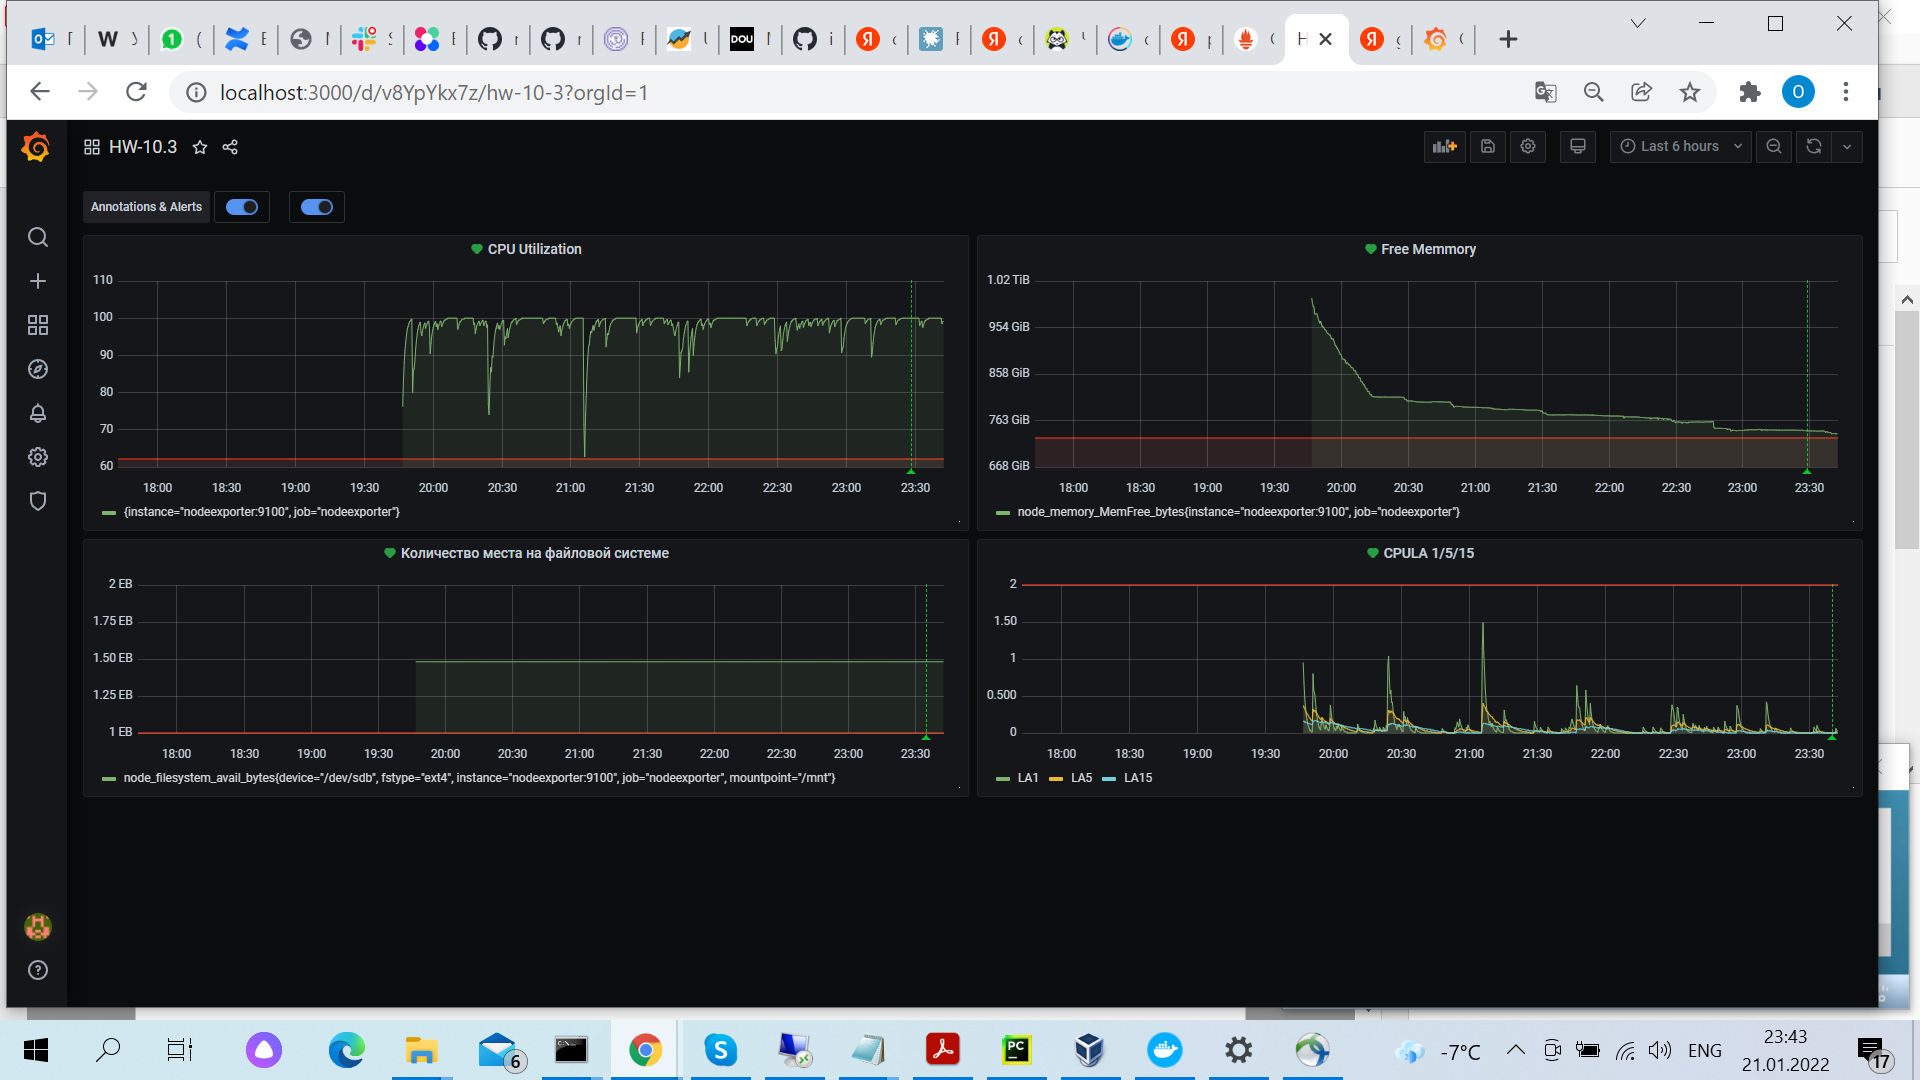 W
DOU
localhost:3000/d/v8YpYkx7z/hw-10-3?orgId=1
O
HW-10.3
Last 6 hours
Annotations & Alerts
CPU Utilization
110
100
90
80
70
60
18:00 18:30 19:00 19:30 20:00 20:30 21:00 21:30 22:00 22:30 23:00 23:30
{instance="nodeexporter:9100", job="nodeexporter"}
Free Memmory
1.02 TiB
954 GiB
858 GiB
763 GiB
668 GiB
18:00 18:30 19:00 19:30 20:00 20:30 21:00 21:30 22:00 22:30 23:00 23:30
node_memory_MemFree_bytes{instance="nodeexporter:9100", job="nodeexporter"}
Количество места на файловой системе
2 EB
1.75 EB
1.50 EB
1.25 EB
1 EB
18:00 18:30 19:00 19:30 20:00 20:30 21:00 21:30 22:00 22:30 23:00 23:30
node_filesystem_avail_bytes{device="/dev/sdb", fstype="ext4", instance="nodeexporter:9100", job="nodeexporter", mountpoint="/mnt"}
CPULA 1/5/15
2
1.50
1
0.500
0
18:00 18:30 19:00 19:30 20:00 20:30 21:00 21:30 22:00 22:30 23:00 23:30
LA1 LA5 LA15
6
PC
-7°C
ENG
23:43
21.01.2022
17